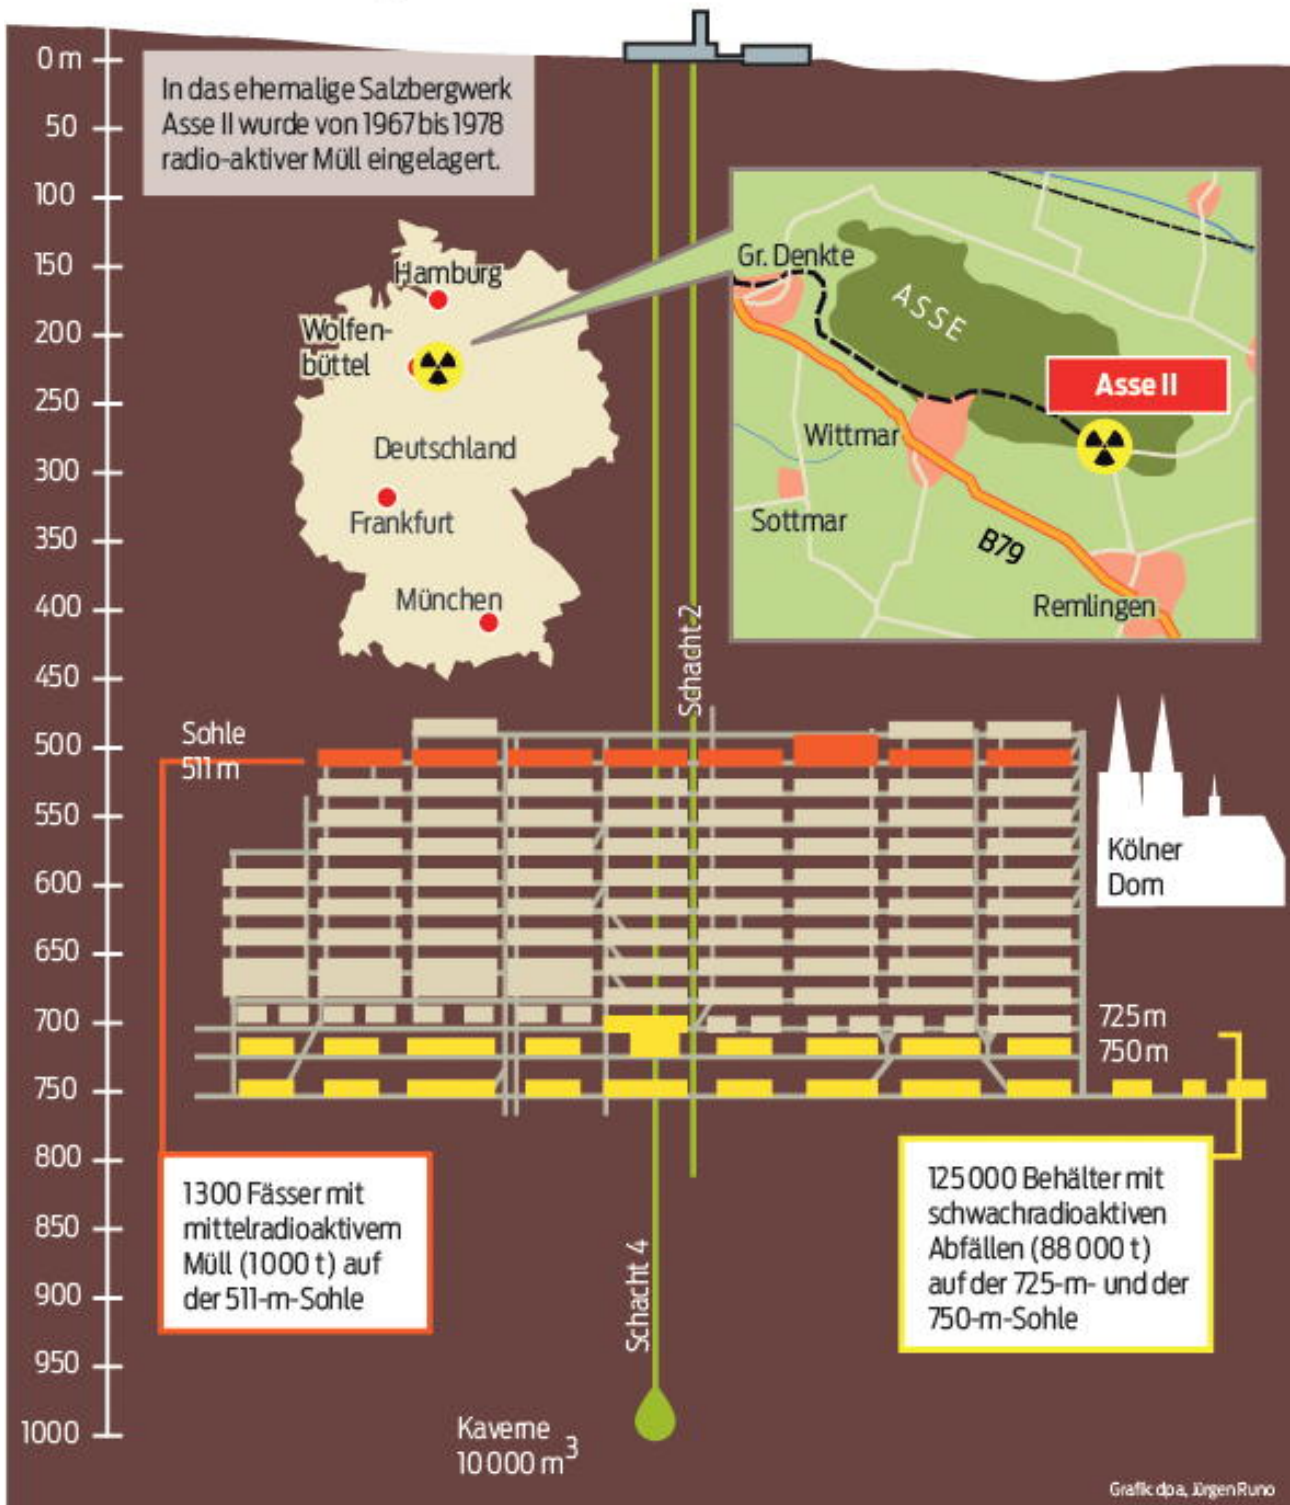 0 m
50
100
150
200
250
300
350
400
450
500
550
600
650
700
750
800
850
900
950
1000
In das ehemalige Salzbergwerk
Asse II wurde von 1967 bis 1978
radio-aktiver Müll eingelagert.
Hamburg
Wolfen-
büttel
Deutschland
Frankfurt
München
Gr. Denkte
ASSE
Asse II
Wittmar
Sottmar
B79
Remlingen
Schacht 2
Sohle
511 m
Kölner
Dom
725 m
750 m
1300 Fässer mit
mittelradioaktivem
Müll (1000 t) auf
der 511-m-Sohle
125 000 Behälter mit
schwachradioaktiven
Abfällen (88 000 t)
auf der 725-m- und der
750-m-Sohle
Schacht 4
Kaverne
10 000 m³
Grafik: dpa, Jürgen Runo